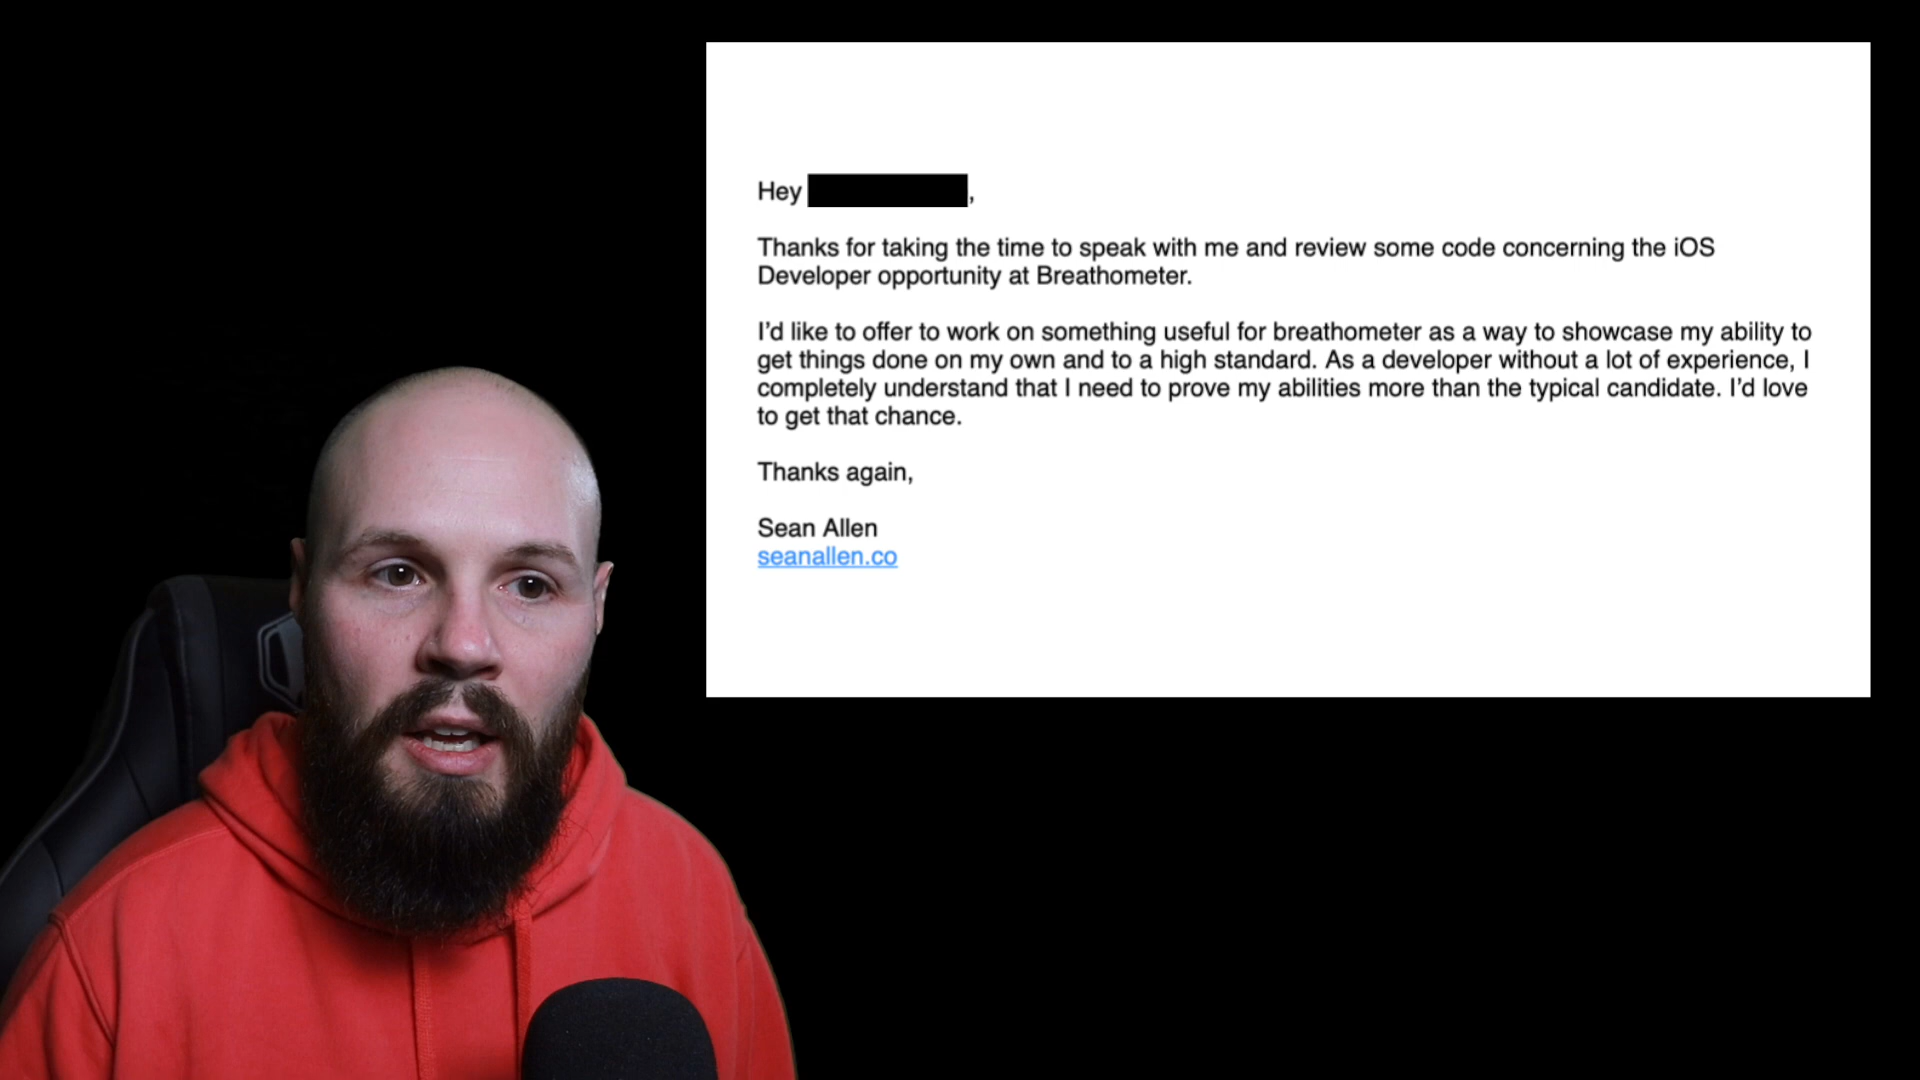 Hey ,
Thanks for taking the time to speak with me and review some code concerning the iOS
Developer opportunity at Breathometer.
I’d like to offer to work on something useful for breathometer as a way to showcase my ability to
get things done on my own and to a high standard. As a developer without a lot of experience, I
completely understand that I need to prove my abilities more than the typical candidate. I’d love
to get that chance.
Thanks again,
Sean Allen
seanallen.co